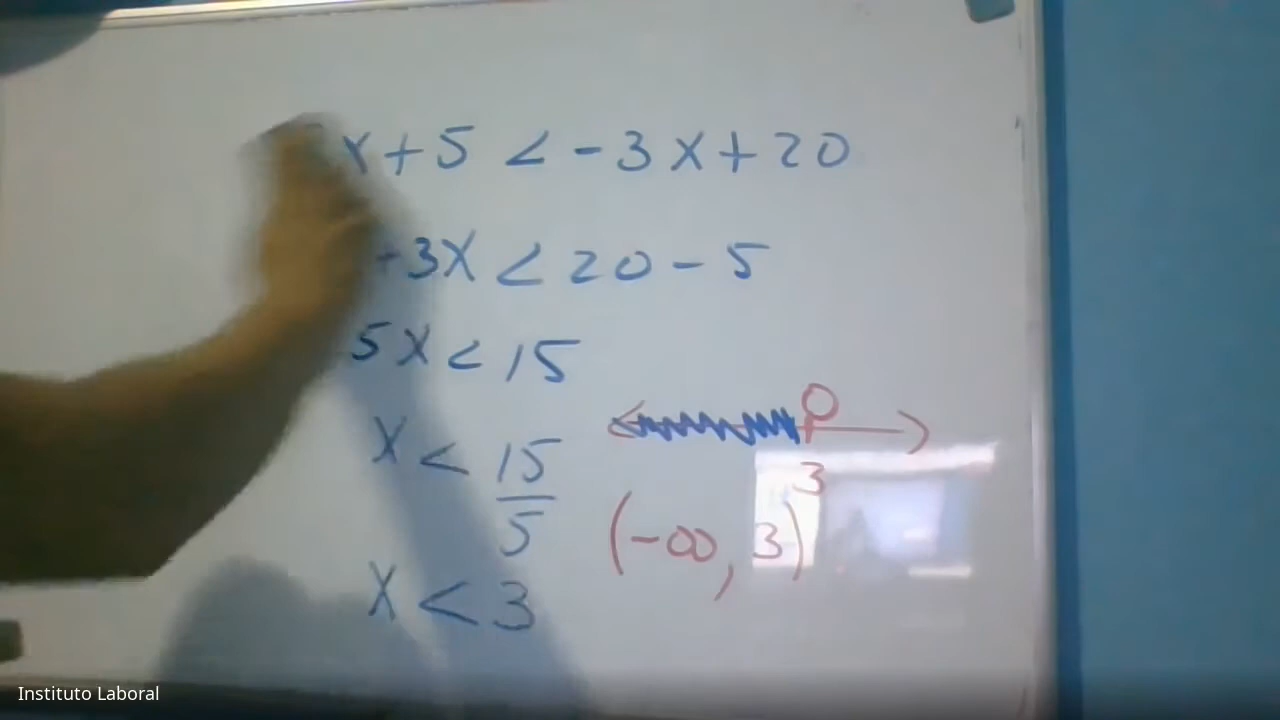 x + 5 < - 3x + 20
+ 3x < 20 - 5
5x < 15
x < 15
5
x < 3
3
(-∞, 3)
Instituto Laboral